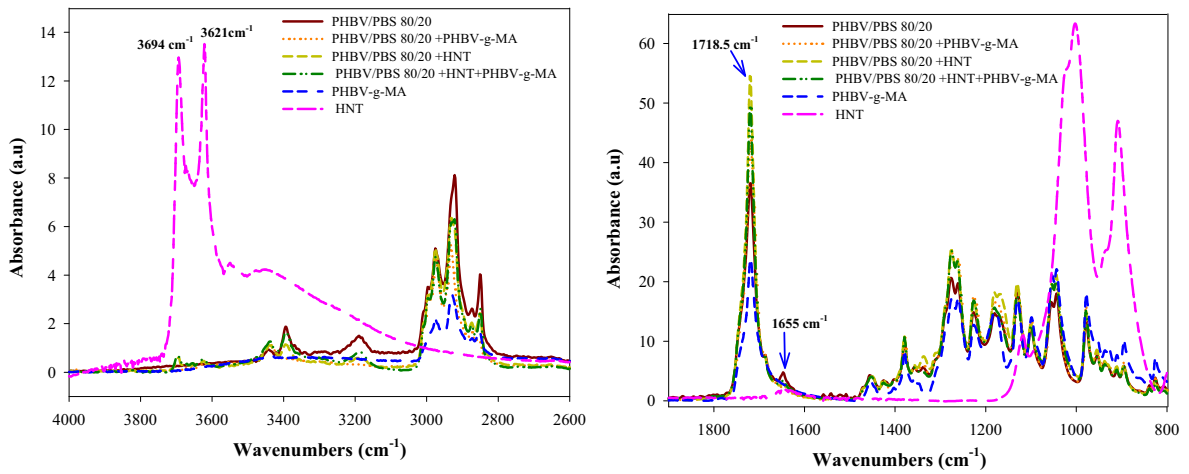 14
12
10
8
6
4
2
0
Absorbance (a.u)
3694 cm-1
3621cm-1
PHBV/PBS 80/20
PHBV/PBS 80/20 +PHBV-g-MA
PHBV/PBS 80/20 +HNT
PHBV/PBS 80/20 +HNT+PHBV-g-MA
PHBV-g-MA
HNT
4000 3800 3600 3400 3200 3000 2800 2600
Wavenumbers (cm-1)
60
50
40
30
20
10
0
Absorbance (a.u)
1718.5 cm-1
1655 cm-1
PHBV/PBS 80/20
PHBV/PBS 80/20 +PHBV-g-MA
PHBV/PBS 80/20 +HNT
PHBV/PBS 80/20 +HNT+PHBV-g-MA
PHBV-g-MA
HNT
1800 1600 1400 1200 1000 800
Wavenumbers (cm-1)